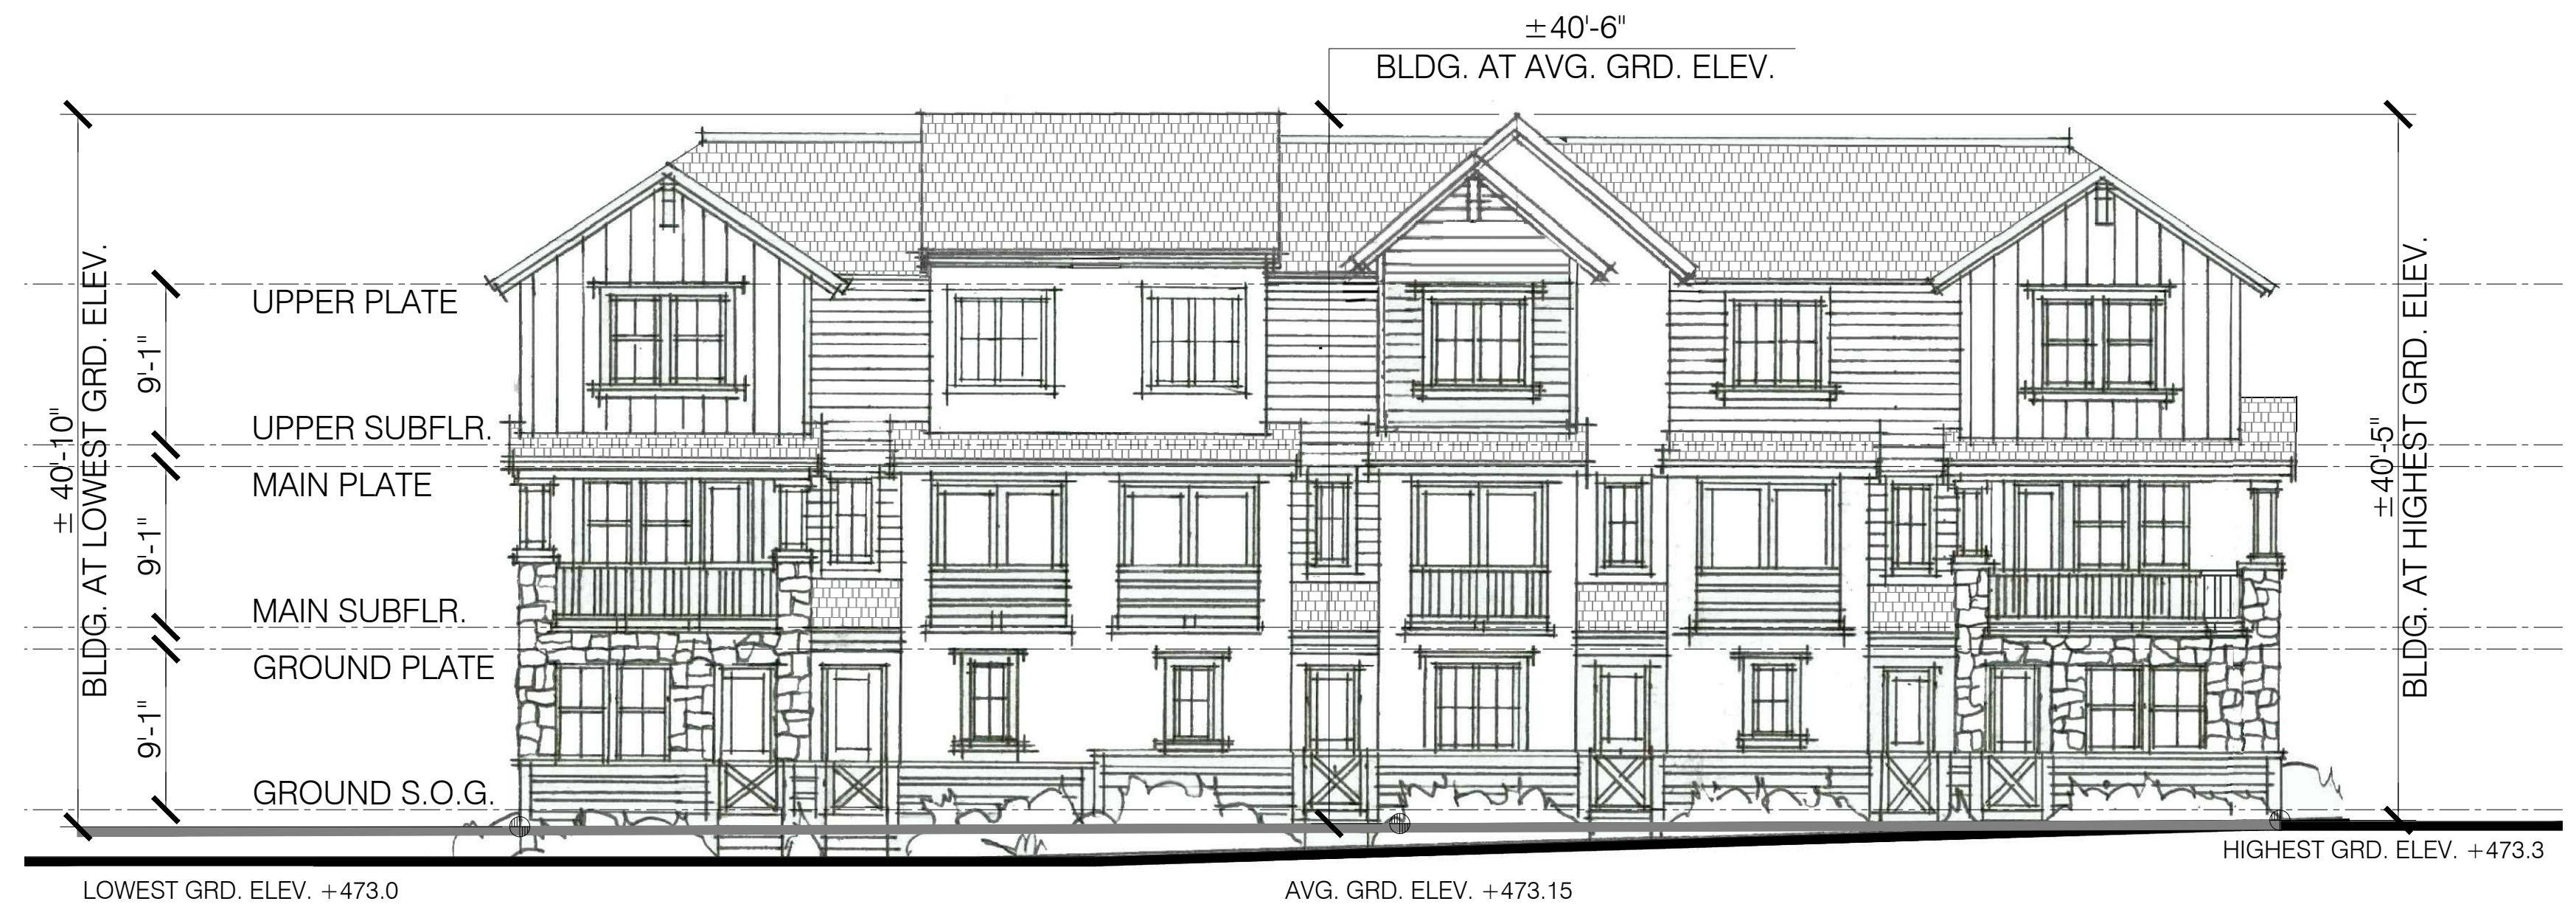 ±40'-6"
BLDG. AT AVG. GRD. ELEV.
± 40'-10"
BLDG. AT LOWEST GRD. ELEV.
±40'-5"
BLDG. AT HIGHEST GRD. ELEV.
UPPER PLATE
9'-1"
UPPER SUBFLR.
MAIN PLATE
9'-1"
MAIN SUBFLR.
GROUND PLATE
9'-1"
GROUND S.O.G.
HIGHEST GRD. ELEV. +473.3
LOWEST GRD. ELEV. +473.0
AVG. GRD. ELEV. +473.15